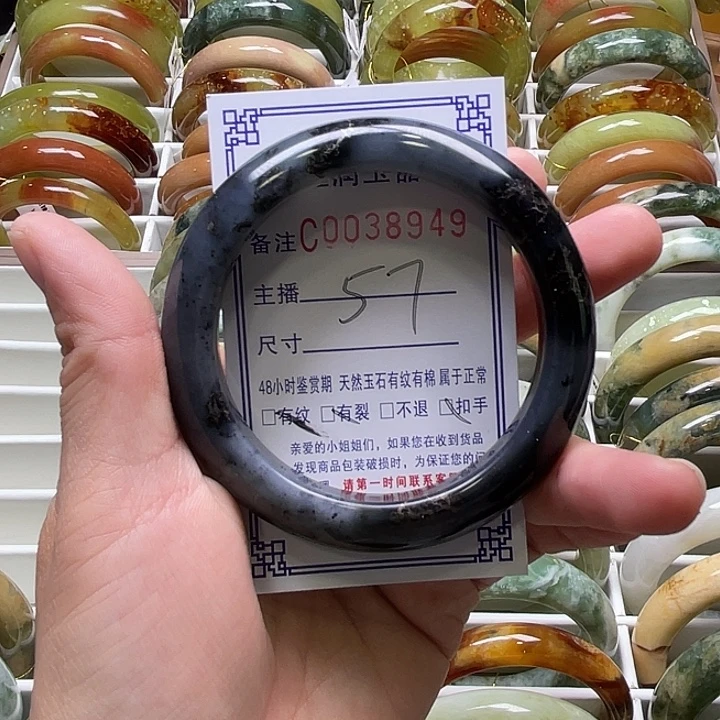 润玉器
备注C0038949
主播 57
尺寸
48小时鉴赏期 天然玉石有纹有棉 属于正常
□有纹 □有裂 □不退 □扣手
亲爱的小姐姐们，如果您在收到货品
发现商品包装破损时，为保证您的
请第一时间联系客